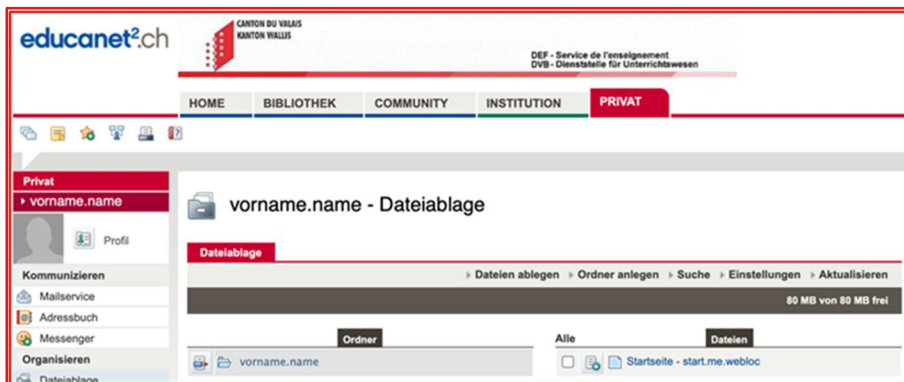 educanet².ch
CANTON DU VALAIS
KANTON WALLIS
DEF - Service de l'enseignement
DVB - Dienststelle für Unterrichtswesen
HOME BIBLIOTHEK COMMUNITY INSTITUTION PRIVAT
Privat
vorname.name
Profil
Kommunizieren
Mailservice
Adressbuch
Messenger
Organisieren
Dateiablage
vorname.name - Dateiablage
Dateiablage
Dateien ablegen Ordner anlegen Suche Einstellungen Aktualisieren
80 MB von 80 MB frei
Ordner
vorname.name
Alle Dateien
Startseite - start.me.webloc